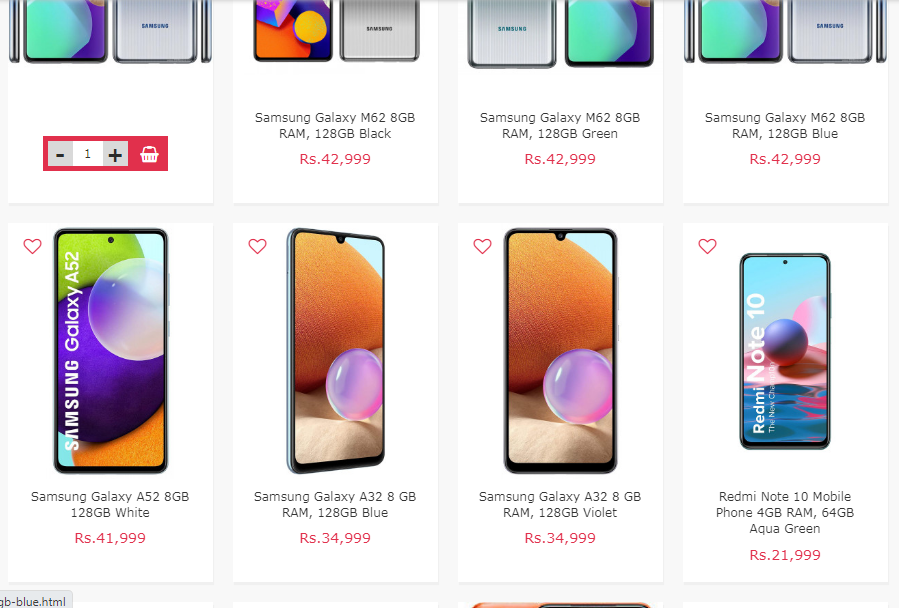 SAMSUNG
SAMSUNG
SAMSUNG
SAMSUNG
Samsung Galaxy M62 8GB
RAM, 128GB Black
Rs.42,999
Samsung Galaxy M62 8GB
RAM, 128GB Green
Rs.42,999
Samsung Galaxy M62 8GB
RAM, 128GB Blue
Rs.42,999
- 1 +
SAMSUNG Galaxy A52
Redmi Note 10
Samsung Galaxy A52 8GB
128GB White
Rs.41,999
Samsung Galaxy A32 8 GB
RAM, 128GB Blue
Rs.34,999
Samsung Galaxy A32 8 GB
RAM, 128GB Violet
Rs.34,999
Redmi Note 10 Mobile
Phone 4GB RAM, 64GB
Aqua Green
Rs.21,999
gb-blue.html